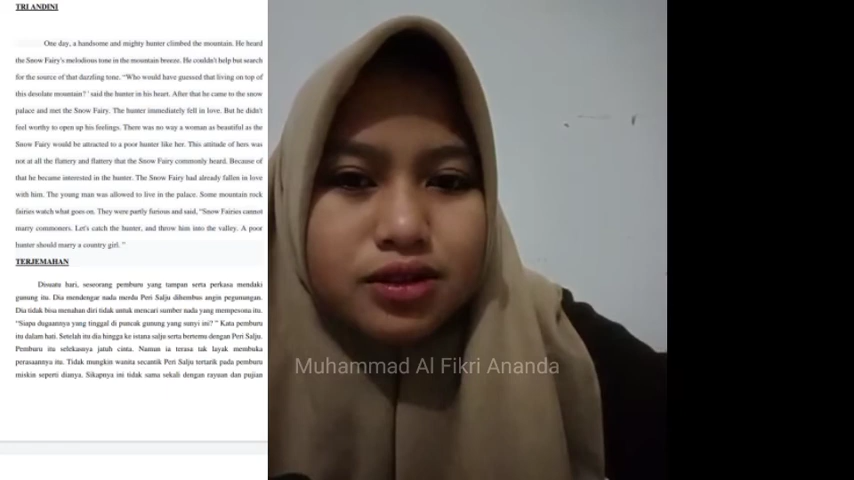 TRI ANDINI
One day, a handsome and mighty hunter climbed the mountain. He heard
the Snow Fairy's melodious tone in the mountain breeze. He couldn't help but search
for the source of that dazzling tone. "Who would have guessed that living on top of
this desolate mountain? ' said the hunter in his heart. After that he came to the snow
palace and met the Snow Fairy. The hunter immediately fell in love. But he didn't
feel worthy to open up his feelings. There was no way a woman as beautiful as the
Snow Fairy would be attracted to a poor hunter like her. This attitude of hers was
not at all the flattery and flattery that the Snow Fairy commonly heard. Because of
that he became interested in the hunter. The Snow Fairy had already fallen in love
with him. The young man was allowed to live in the palace. Some mountain rock
fairies watch what goes on. They were partly furious and said, "Snow Fairies cannot
marry commoners. Let's catch the hunter, and throw him into the valley. A poor
hunter should marry a country girl. "
TERJEMAHAN
Disuatu hari, seseorang pemburu yang tampan serta perkasa mendaki
gunung itu. Dia mendengar nada merdu Peri Salju dihembus angin pegunungan.
Dia tidak bisa menahan diri tidak untuk mencari sumber nada yang mempesona itu.
"Siapa dugaannya yang tinggal di puncak gunung yang sunyi ini? " Kata pemburu
itu dalam hati. Setelah itu dia hingga ke istana salju serta bertemu dengan Peri Salju.
Pemburu itu selekasnya jatuh cinta. Namun ia terasa tak layak membuka
perasaannya itu. Tidak mungkin wanita secantik Peri Salju tertarik pada pemburu
miskin seperti dianya. Sikapnya ini tidak sama sekali dengan rayuan dan pujian
Muhammad Al Fikri Ananda